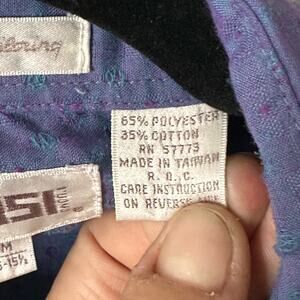 65% POLYESTER
35% COTTON
RN 57773
MADE IN TAIWAN
R.O.C.
CARE INSTRUCTION
ON REVERSE SIDE
M